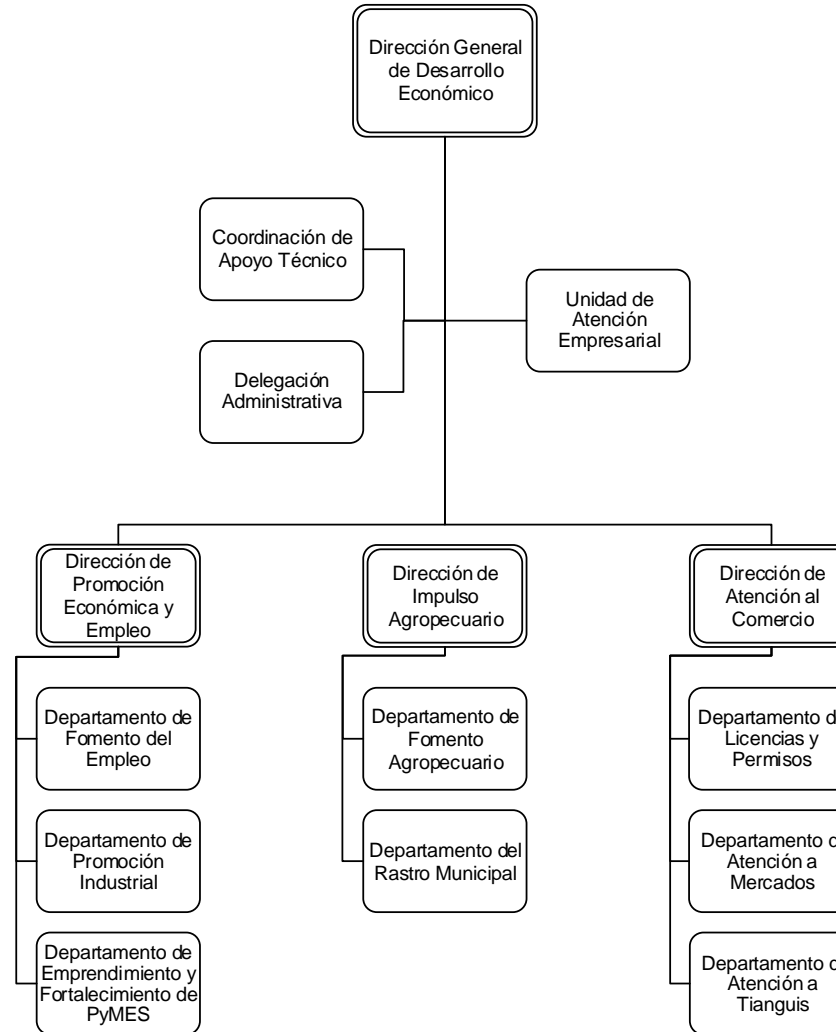 Dirección General
de Desarrollo
Económico
Coordinación de
Apoyo Técnico
Unidad de
Atención
Empresarial
Delegación
Administrativa
Dirección de
Promoción
Económica y
Empleo
Dirección de
Impulso
Agropecuario
Dirección de
Atención al
Comercio
Departamento de
Fomento del
Empleo
Departamento de
Fomento
Agropecuario
Departamento d
Licencias y
Permisos
Departamento de
Promoción
Industrial
Departamento del
Rastro Municipal
Departamento d
Atención a
Mercados
Departamento de
Emprendimiento y
Fortalecimiento de
PyMES
Departamento d
Atención a
Tianguis